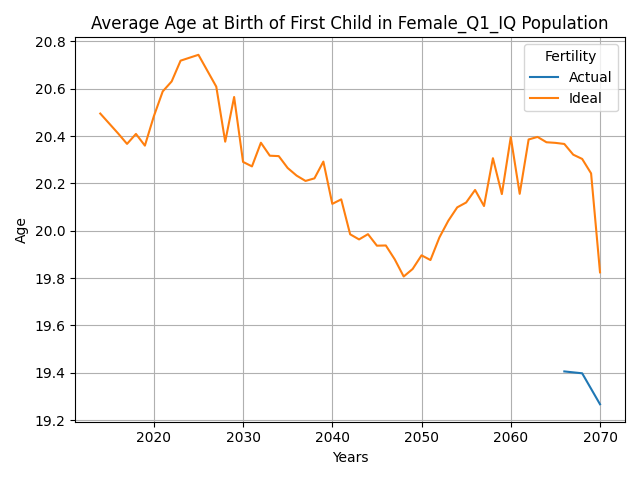 Average Age at Birth of First Child in Female_Q1_IQ Population
Fertility
Actual
Ideal
20.8
20.6
20.4
20.2
20.0
19.8
19.6
19.4
19.2
Age
2020 2030 2040 2050 2060 2070
Years